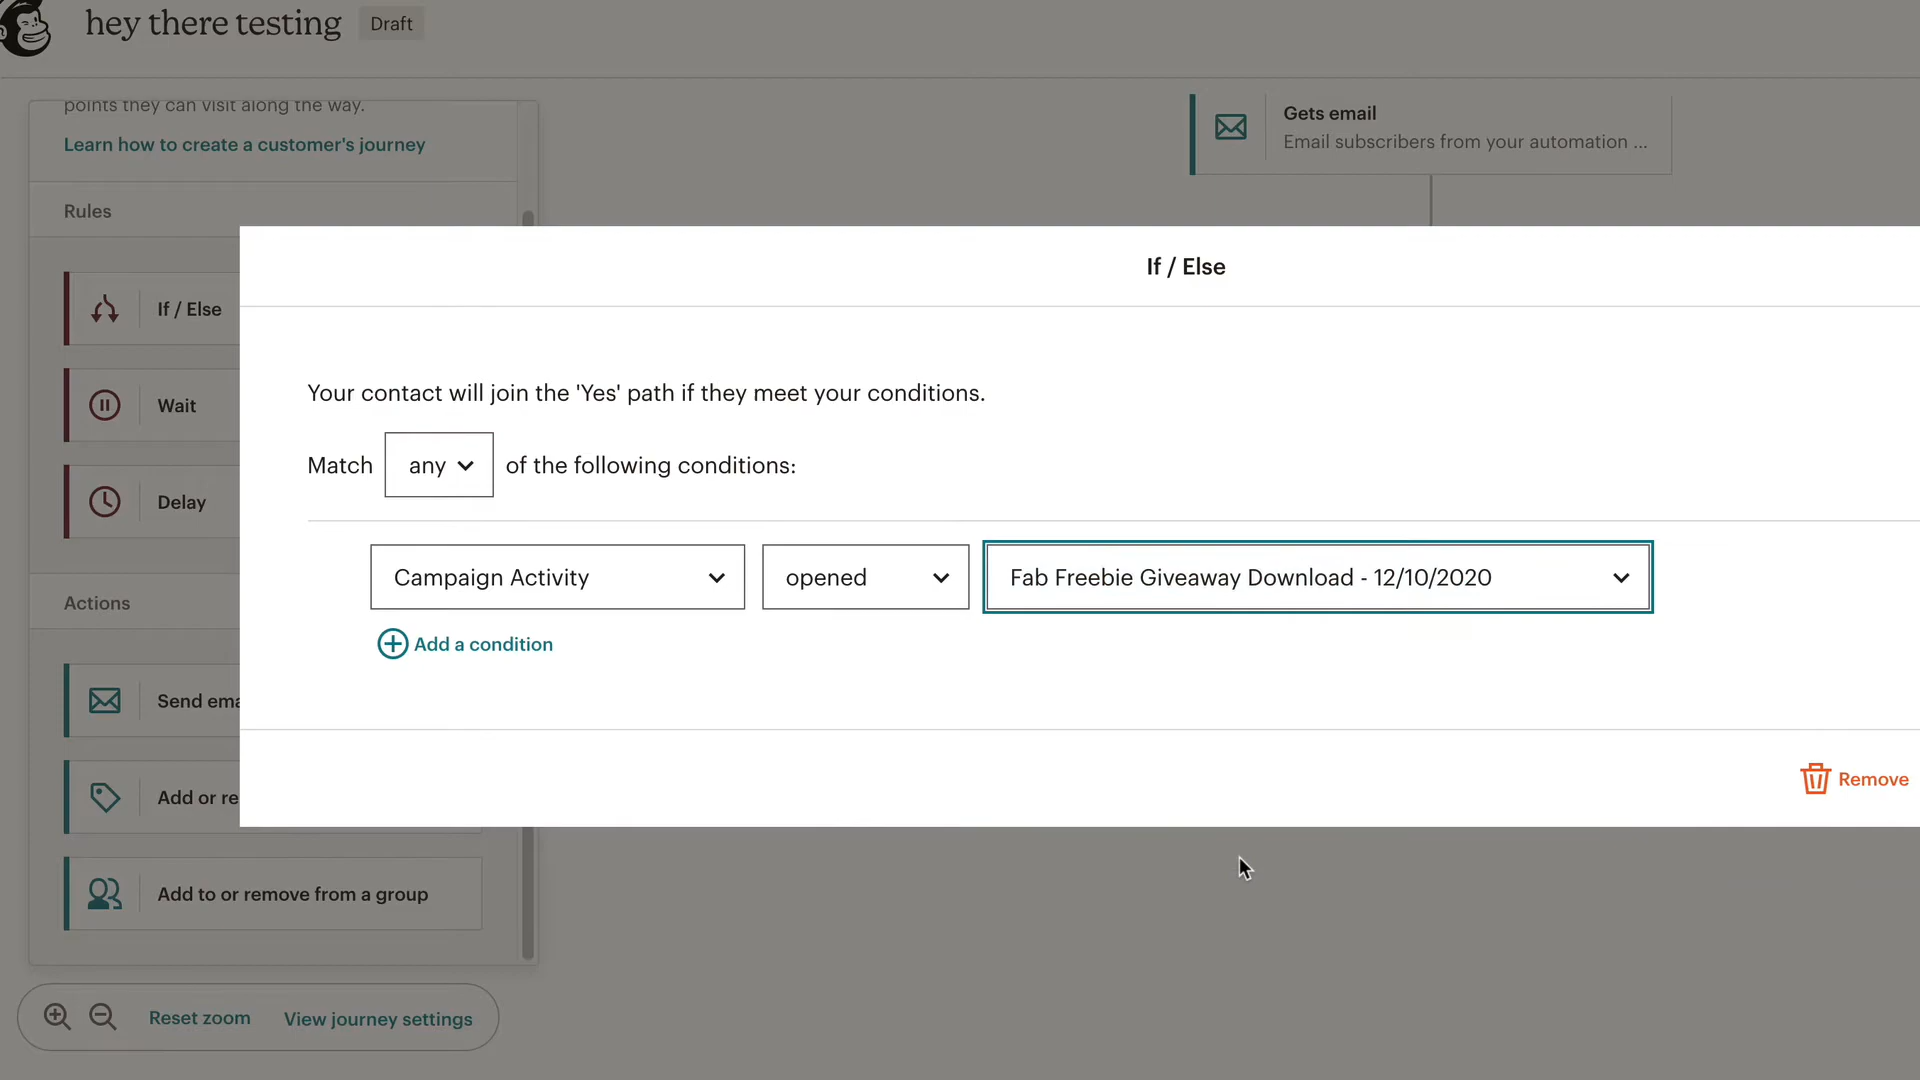 hey there testing
Draft
points they can visit along the way.
Learn how to create a customer's journey
Rules
If / Else
Wait
Delay
Actions
Send ema
Add or re
Add to or remove from a group
Reset zoom
View journey settings
Gets email
Email subscribers from your automation ...
If / Else
Your contact will join the 'Yes' path if they meet your conditions.
Match any of the following conditions:
Campaign Activity opened Fab Freebie Giveaway Download - 12/10/2020
Add a condition
Remove